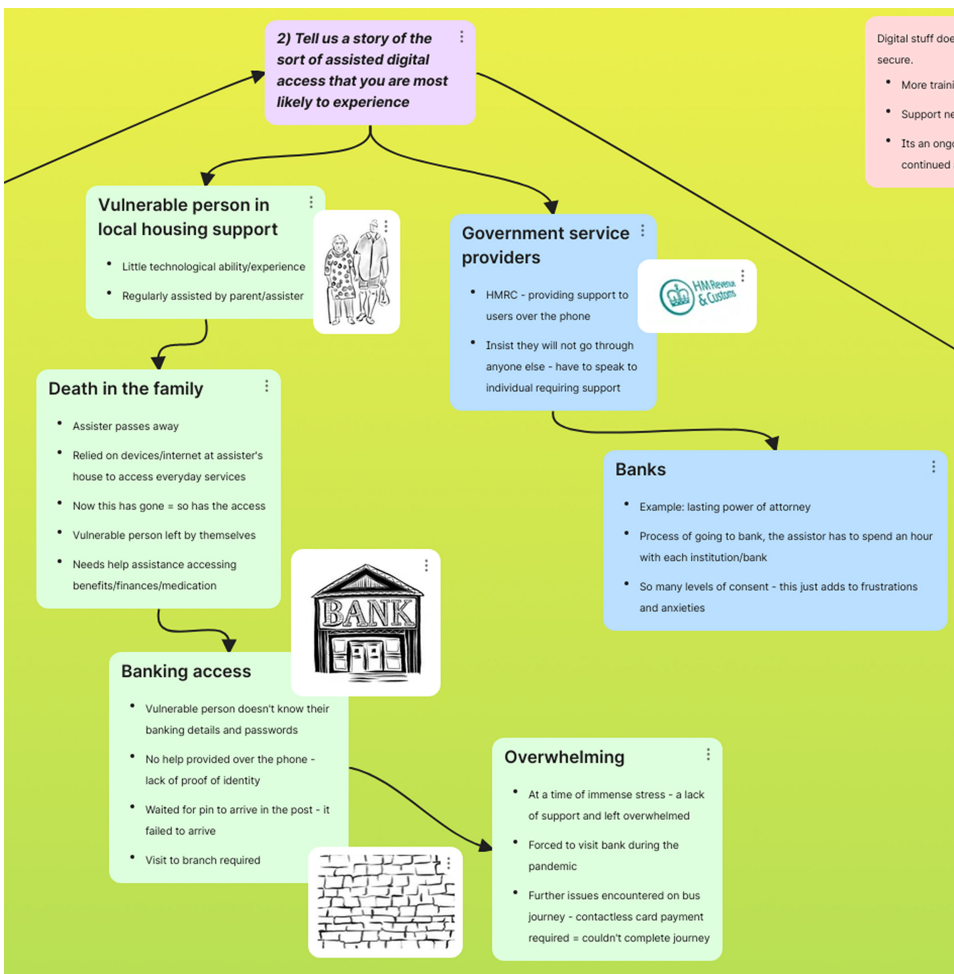 2) Tell us a story of the
sort of assisted digital
access that you are most
likely to experience
Digital stuff doe
secure.
• More traini
• Support ne
• Its an ongo
continued
Vulnerable person in
local housing support
• Little technological ability/experience
• Regularly assisted by parent/assister
Government service
providers
• HMRC - providing support to
users over the phone
• Insist they will not go through
anyone else - have to speak to
individual requiring support
HM Revenue
& Customs
Death in the family
• Assister passes away
• Relied on devices/internet at assister's
house to access everyday services
• Now this has gone = so has the access
• Vulnerable person left by themselves
• Needs help assistance accessing
benefits/finances/medication
Banks
• Example: lasting power of attorney
• Process of going to bank, the assistor has to spend an hour
with each institution/bank
• So many levels of consent - this just adds to frustrations
and anxieties
BANK
Banking access
• Vulnerable person doesn't know their
banking details and passwords
• No help provided over the phone -
lack of proof of identity
• Waited for pin to arrive in the post - it
failed to arrive
• Visit to branch required
Overwhelming
• At a time of immense stress - a lack
of support and left overwhelmed
• Forced to visit bank during the
pandemic
• Further issues encountered on bus
journey - contactless card payment
required = couldn't complete journey